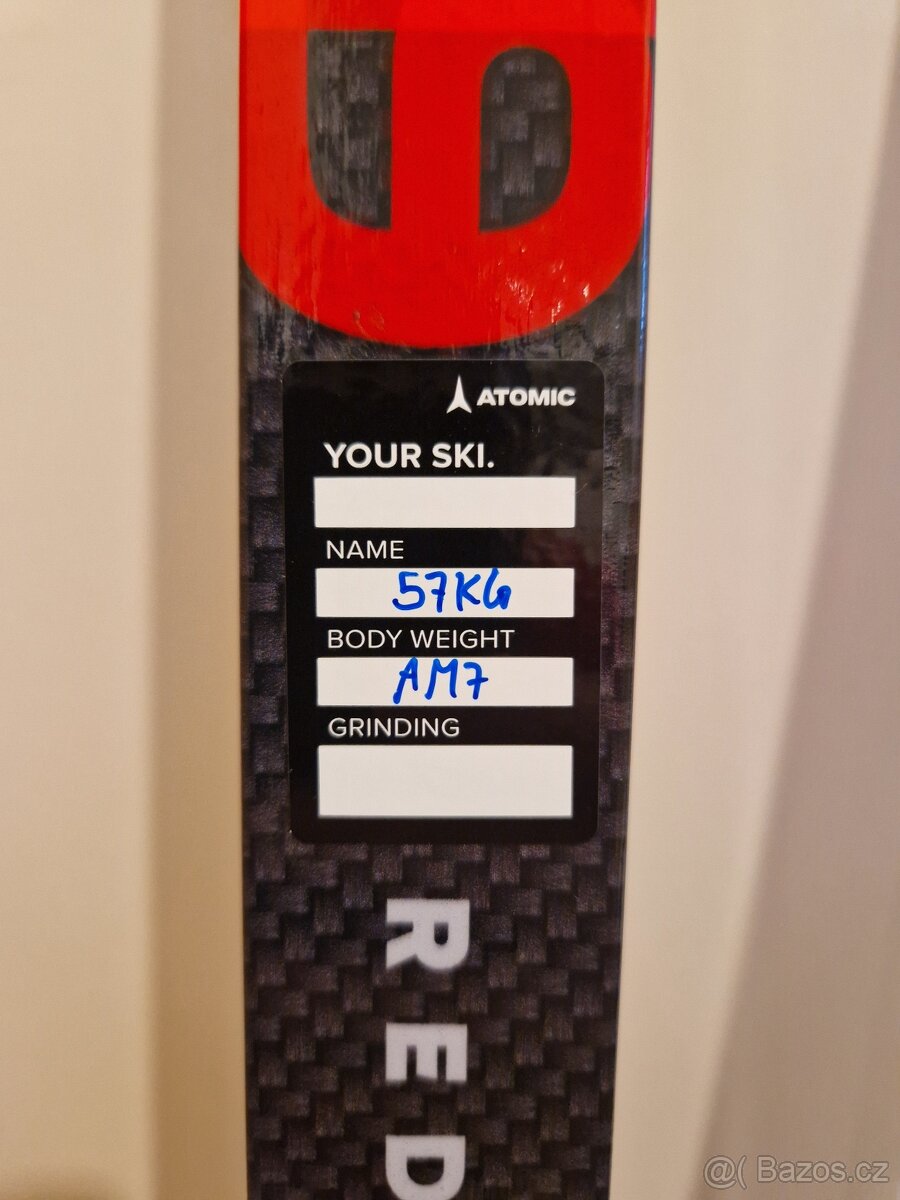 ATOMIC
YOUR SKI.
NAME
57KG
BODY WEIGHT
AM7
GRINDING
RED
@( Bazos.cz